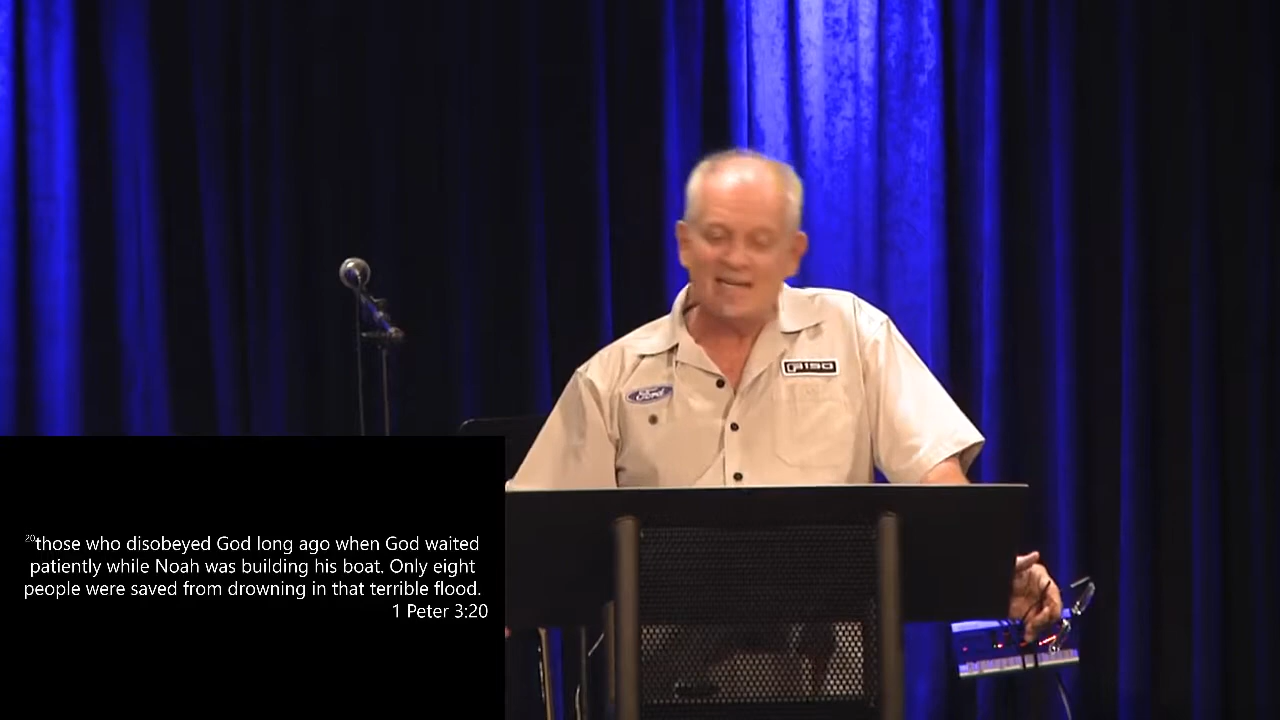 F150
Ford
20those who disobeyed God long ago when God waited
patiently while Noah was building his boat. Only eight
people were saved from drowning in that terrible flood.
1 Peter 3:20